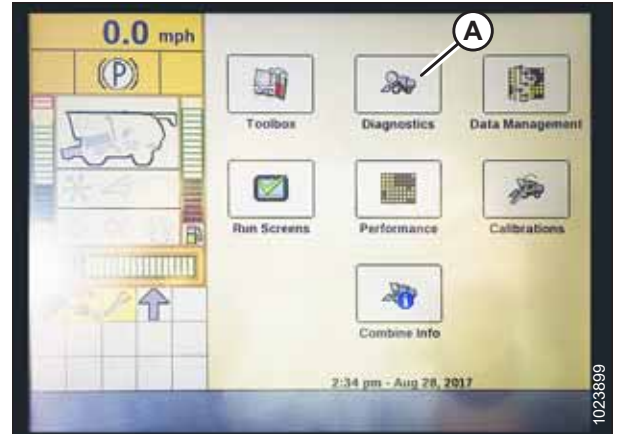 0.0 mph
(P)
A
Toolbox
Diagnostics
Data Management
Run Screens
Performance
Calibrations
Combine Info
2:34 pm - Aug 28, 2017
1023899